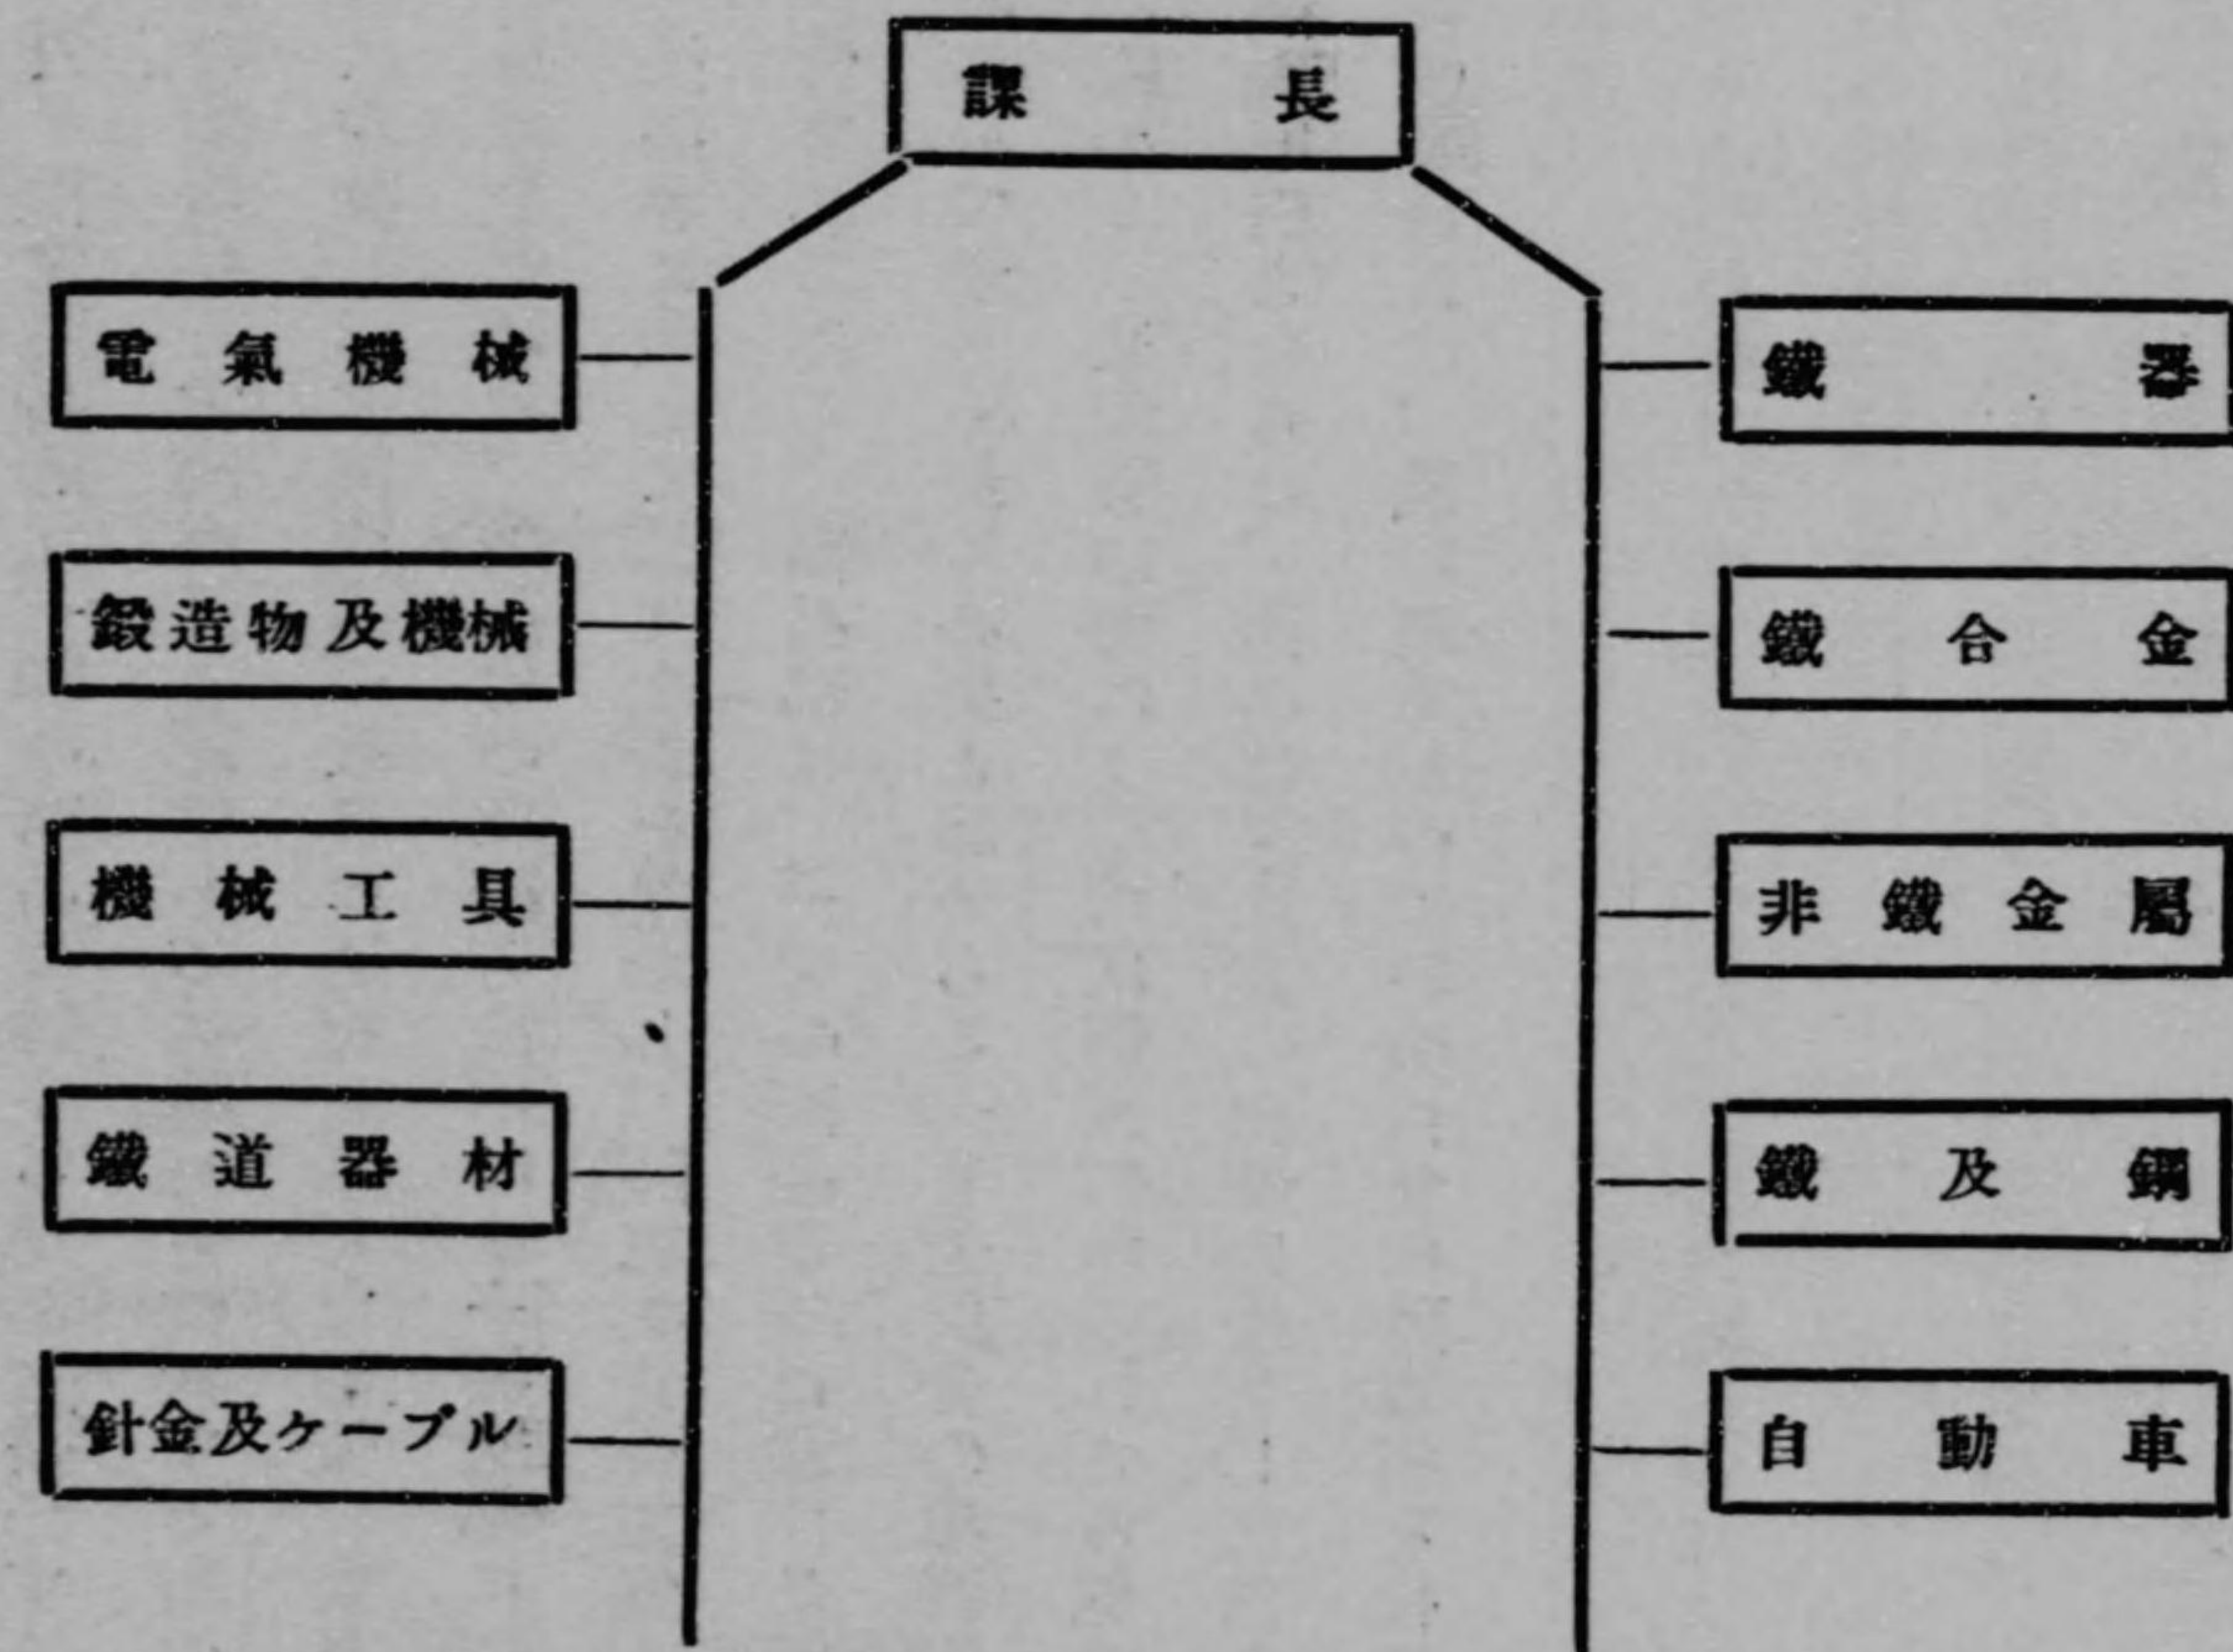 課長
電氣機械
鍛造物及機械
機械工具
鐵道器材
針金及ケーブル
鐵器
鐵合金
非鐵金屬
鐵及鋼
自動車